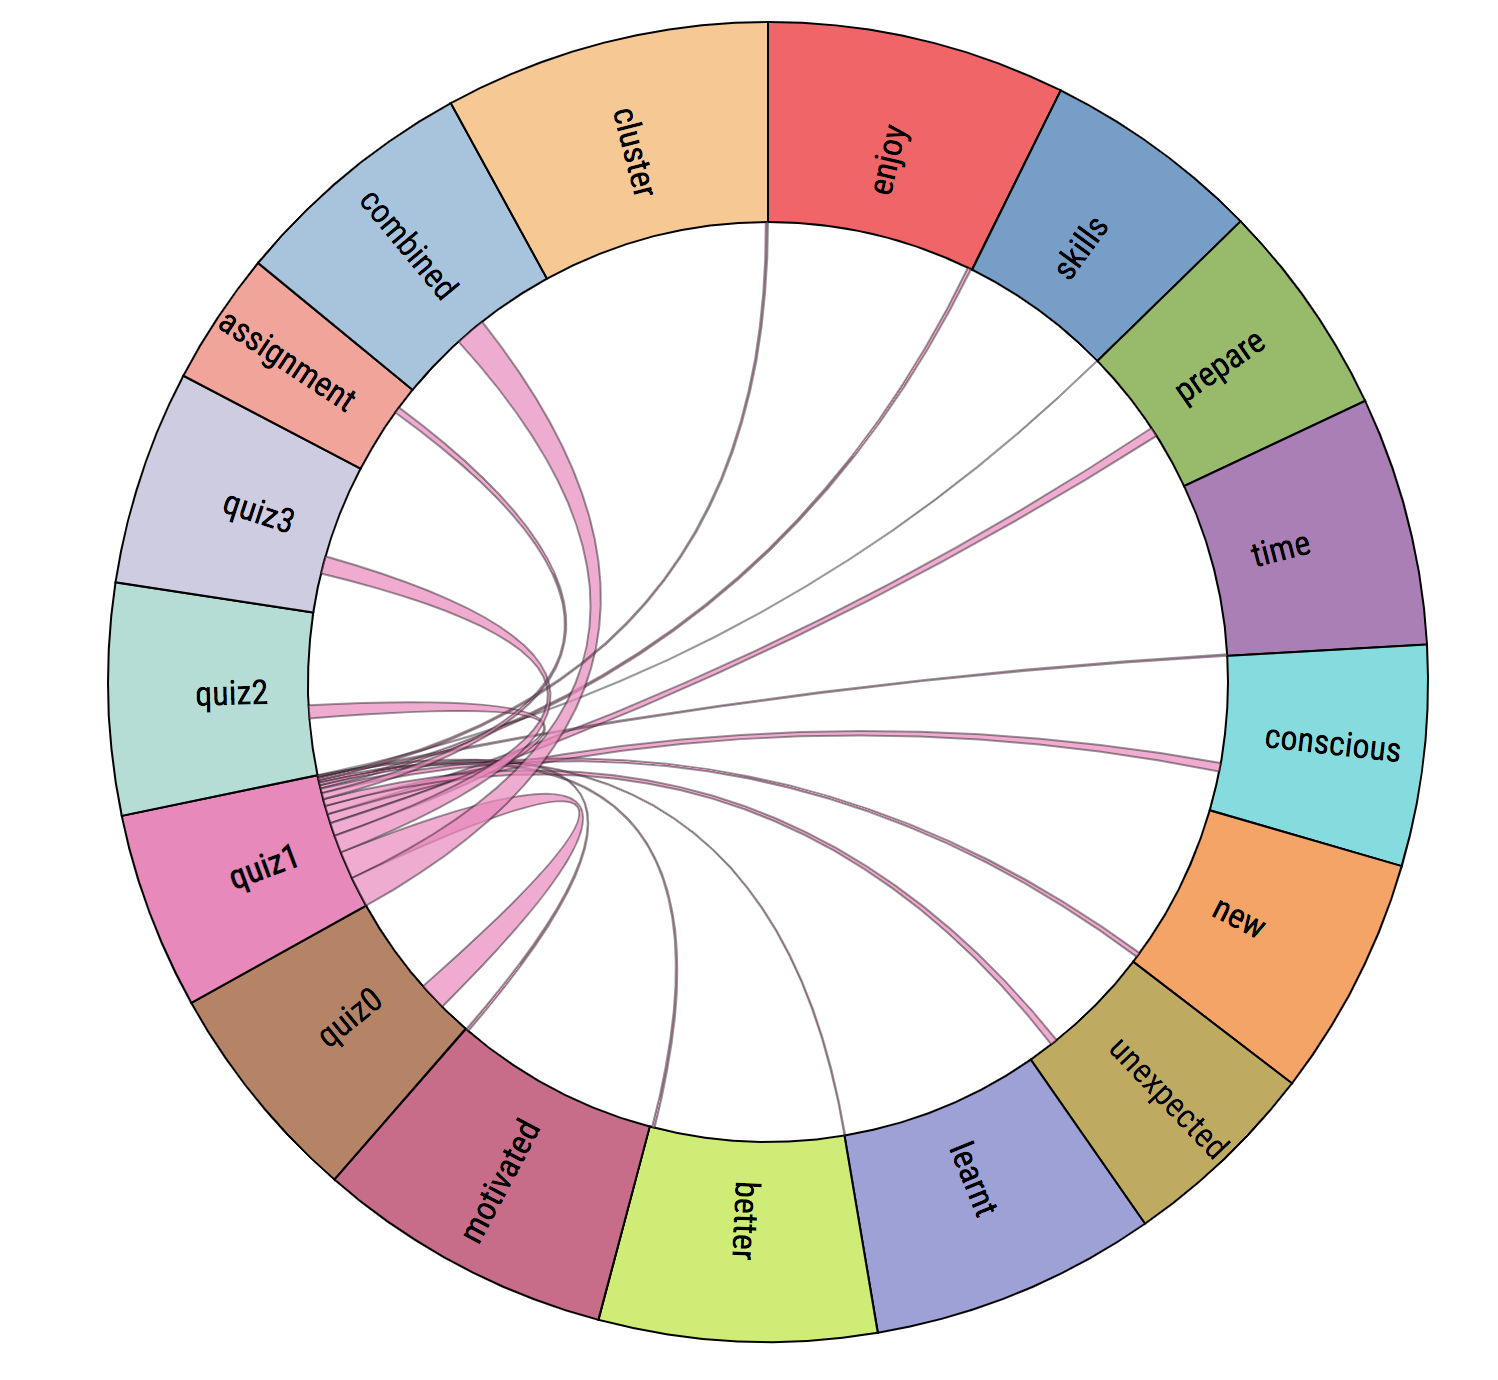 enjoy
skills
prepare
time
conscious
new
unexpected
learnt
better
motivated
quiz0
quiz1
quiz2
quiz3
assignment
combined
cluster